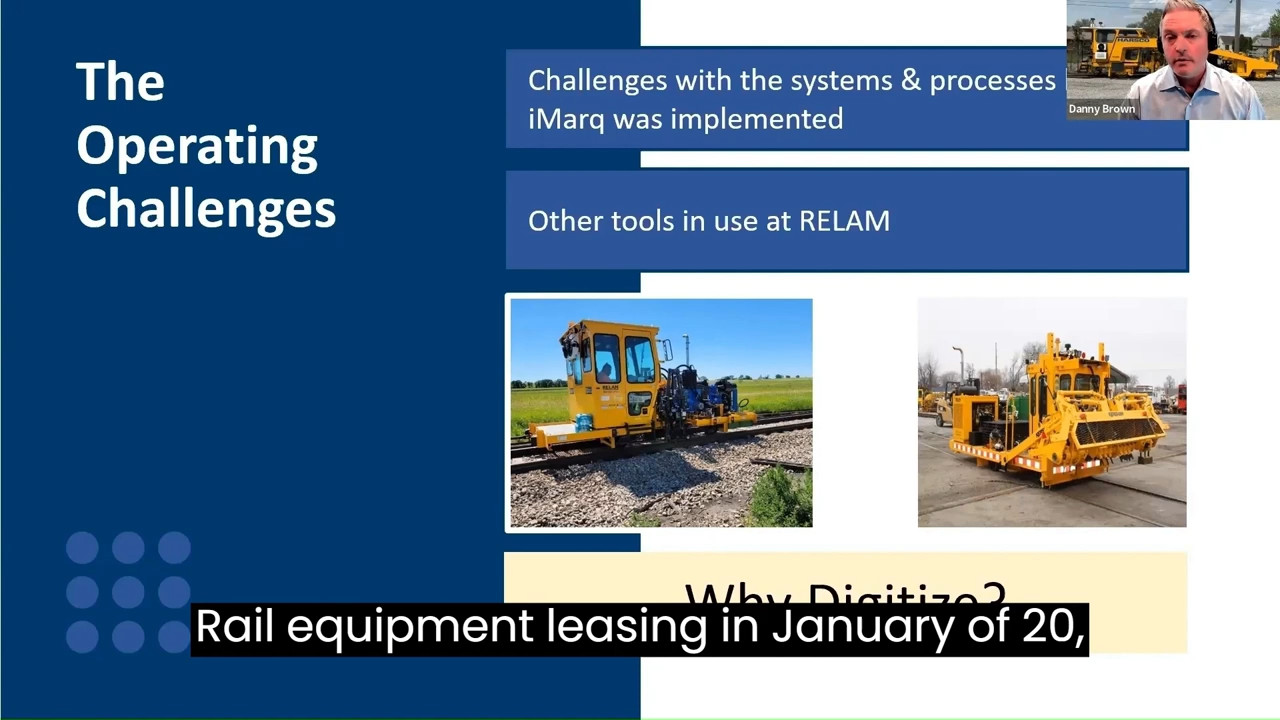 The
Operating
Challenges
Challenges with the systems & processes
iMarq was implemented
Danny Brown
Other tools in use at RELAM
Why Digitize?
Rail equipment leasing in January of 20,